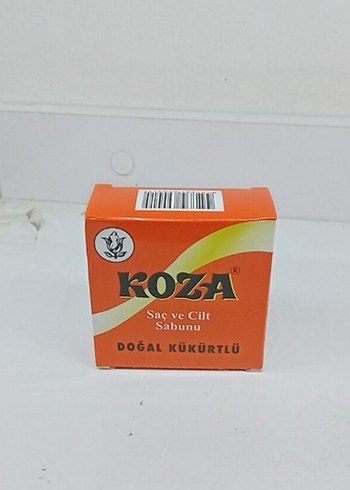 KOZA®
Saç ve Cilt
Sabunu
DOĞAL KÜKÜRTLÜ